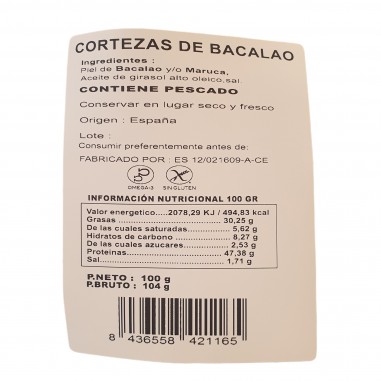 CORTEZAS DE BACALAO
Ingredientes :
Piel de Bacalao y/o Maruca,
Aceite de girasol alto oleico,sal.
CONTIENE PESCADO
Conservar en lugar seco y fresco
Origen : España
Lote :
Consumir preferentemente antes de:
FABRICADO POR : ES 12/021609-A-CE
OMEGA-3 SIN GLUTEN
INFORMACIÓN NUTRICIONAL 100 GR
Valor energetico.....2078,29 KJ / 494,83 kcal
Grasas ........................ 30,25 g
De las cuales saturadas........ 5,62 g
Hidratos de carbono ........... 8,27 g
De las cuales azucares......... 2,53 g
Proteinas...................... 47,38 g
Sal............................ 1,71 g
P.NETO : 100 g
P.BRUTO : 104 g
8 436558 421165